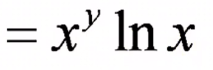 = x^y ln x